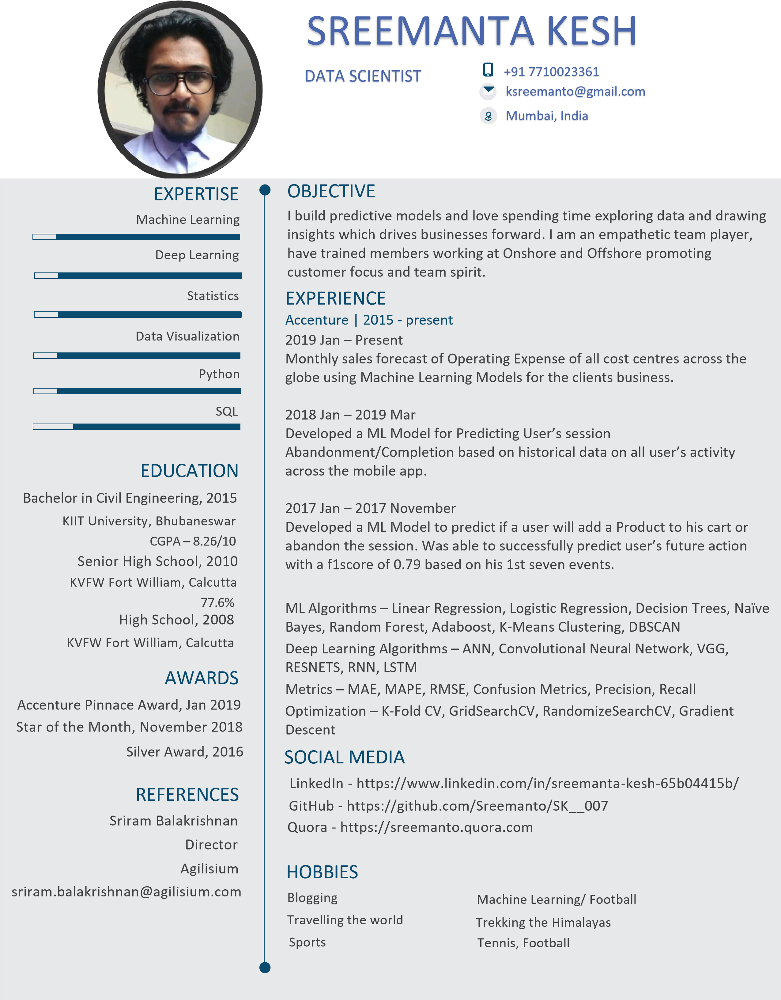 SREEMANTA KESH
DATA SCIENTIST
+91 7710023361
ksreemanto@gmail.com
Mumbai, India
EXPERTISE
Machine Learning
Deep Learning
Statistics
Data Visualization
Python
SQL
EDUCATION
Bachelor in Civil Engineering, 2015
KIIT University, Bhubaneswar
CGPA – 8.26/10
Senior High School, 2010
KVFW Fort William, Calcutta
77.6%
High School, 2008
KVFW Fort William, Calcutta
AWARDS
Accenture Pinnace Award, Jan 2019
Star of the Month, November 2018
Silver Award, 2016
REFERENCES
Sriram Balakrishnan
Director
Agilisium
sriram.balakrishnan@agilisium.com
OBJECTIVE
I build predictive models and love spending time exploring data and drawing
insights which drives businesses forward. I am an empathetic team player,
have trained members working at Onshore and Offshore promoting
customer focus and team spirit.
EXPERIENCE
Accenture | 2015 - present
2019 Jan – Present
Monthly sales forecast of Operating Expense of all cost centres across the
globe using Machine Learning Models for the clients business.
2018 Jan – 2019 Mar
Developed a ML Model for Predicting User’s session
Abandonment/Completion based on historical data on all user’s activity
across the mobile app.
2017 Jan – 2017 November
Developed a ML Model to predict if a user will add a Product to his cart or
abandon the session. Was able to successfully predict user’s future action
with a f1score of 0.79 based on his 1st seven events.
ML Algorithms – Linear Regression, Logistic Regression, Decision Trees, Naïve
Bayes, Random Forest, Adaboost, K-Means Clustering, DBSCAN
Deep Learning Algorithms – ANN, Convolutional Neural Network, VGG,
RESNETS, RNN, LSTM
Metrics – MAE, MAPE, RMSE, Confusion Metrics, Precision, Recall
Optimization – K-Fold CV, GridSearchCV, RandomizeSearchCV, Gradient
Descent
SOCIAL MEDIA
LinkedIn - https://www.linkedin.com/in/sreemanta-kesh-65b04415b/
GitHub - https://github.com/Sreemanto/SK__007
Quora - https://sreemanto.quora.com
HOBBIES
Blogging Machine Learning/ Football
Travelling the world Trekking the Himalayas
Sports Tennis, Football